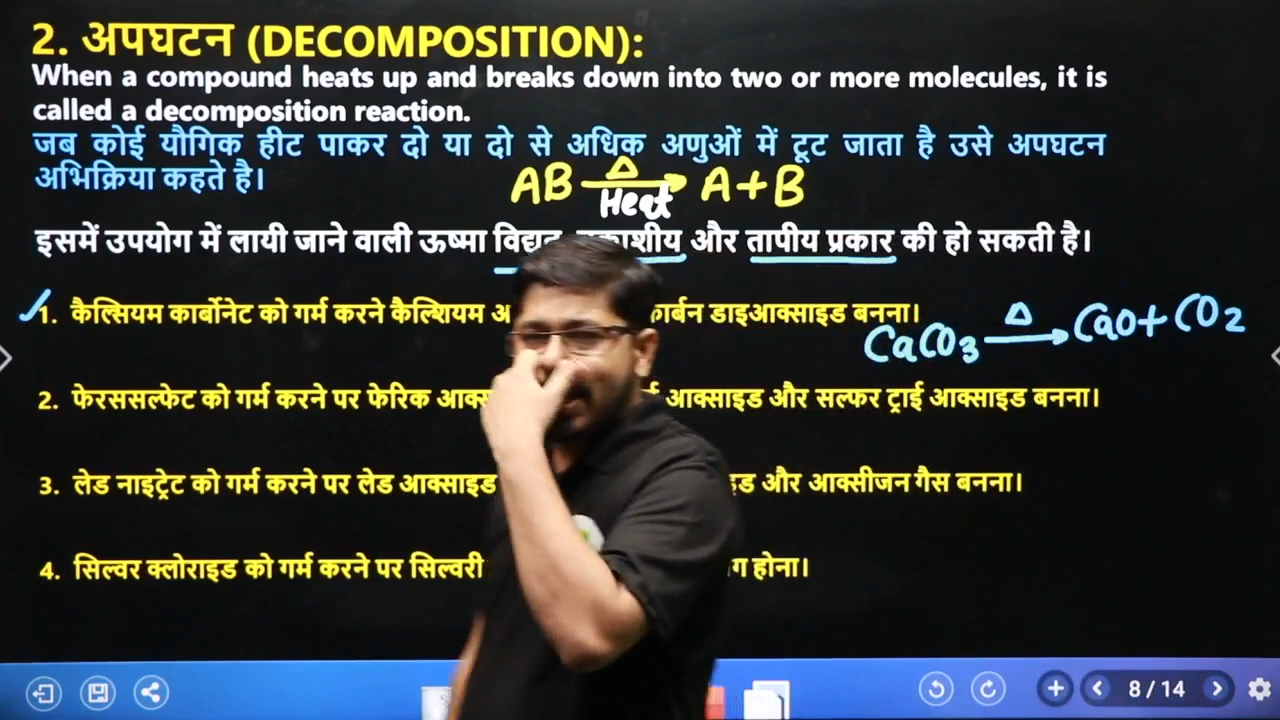 2. अपघटन (DECOMPOSITION):
When a compound heats up and breaks down into two or more molecules, it is
called a decomposition reaction.
जब कोई यौगिक हीट पाकर दो या दो से अधिक अणुओं में टूट जाता है उसे अपघटन
अभिक्रिया कहते है।
AB Δ Heat → A+B
इसमें उपयोग में लायी जाने वाली ऊष्मा और तापीय प्रकार की हो सकती है।
1. कैल्सियम कार्बोनेट को गर्म करने कैल्शियम डाइआक्साइड बनना।
CaCO3 Δ → CaO+CO2
2. फेरससल्फेट को गर्म करने पर फेरिक आक्साइड और सल्फर ट्राई आक्साइड बनना।
3. लेड नाइट्रेट को गर्म करने पर लेड आक्साइड और आक्सीजन गैस बनना।
4. सिल्वर क्लोराइड को गर्म करने पर सिल्वरी होना।
8 / 14